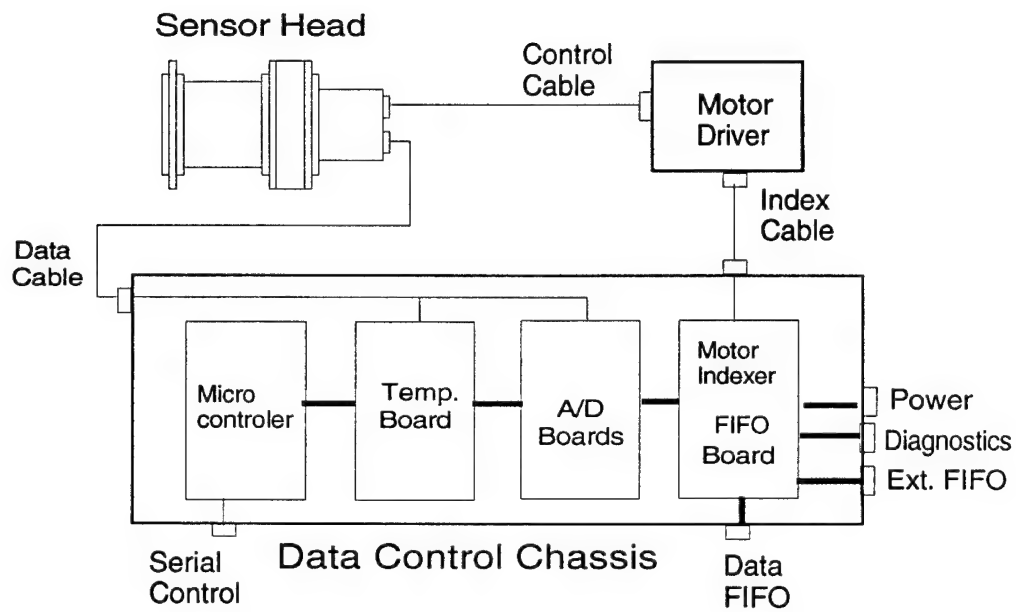 Sensor Head
Control
Cable
Motor
Driver
Index
Cable
Data
Cable
Micro
controler
Temp.
Board
A/D
Boards
Motor
Indexer
FIFO
Board
Power
Diagnostics
Ext. FIFO
Serial
Control
Data Control Chassis
Data
FIFO